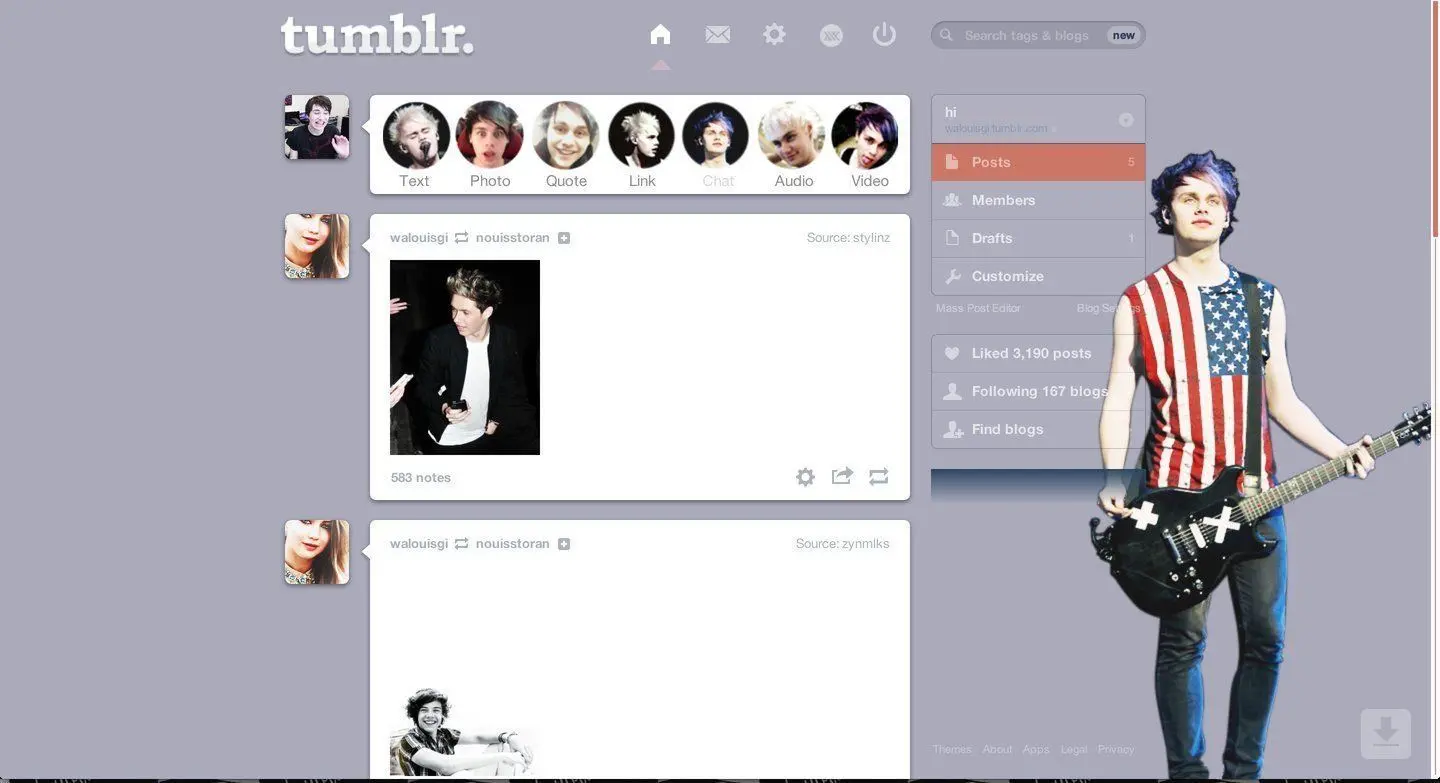 tumblr.
Search tags & blogs new
Text Photo Quote Link Chat Audio Video
hi
walouisgi.tumblr.com
Posts 5
Members
Drafts 1
Customize
Mass Post Editor
Liked 3,190 posts
Following 167 blogs
Find blogs
walouisgi nouisstoran
Source: stylinz
583 notes
walouisgi nouisstoran
Source: zynmlks
Themes About Apps Legal Privacy